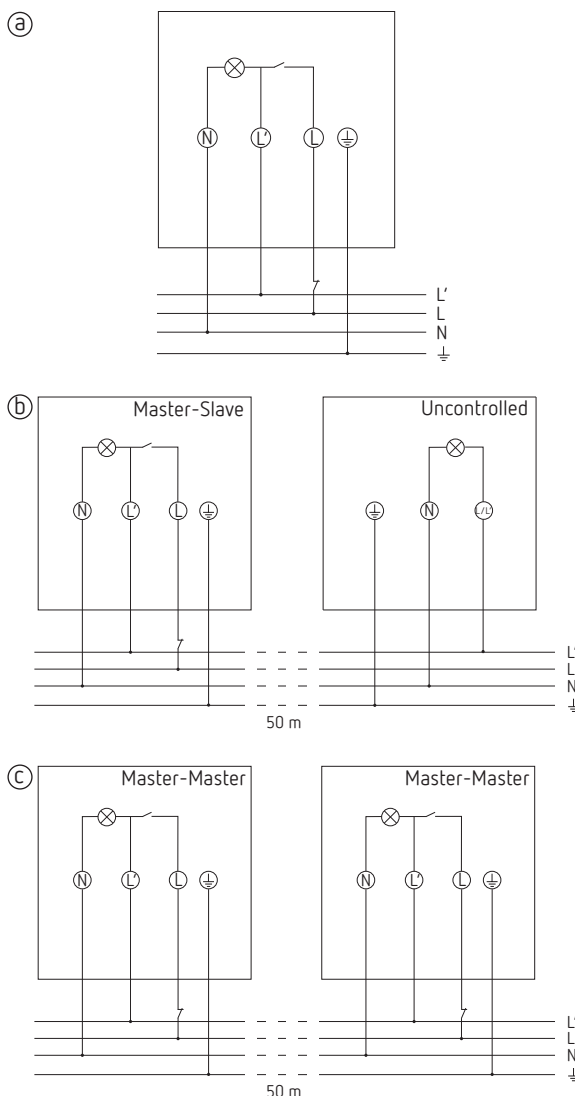 a
N L' L ⏚
L'
L
N
⏚
b
Master-Slave
Uncontrolled
N L' L ⏚
⏚ N L/L'
L'
L
N
⏚
50 m
c
Master-Master
Master-Master
N L' L ⏚
N L' L ⏚
L'
L
N
⏚
50 m